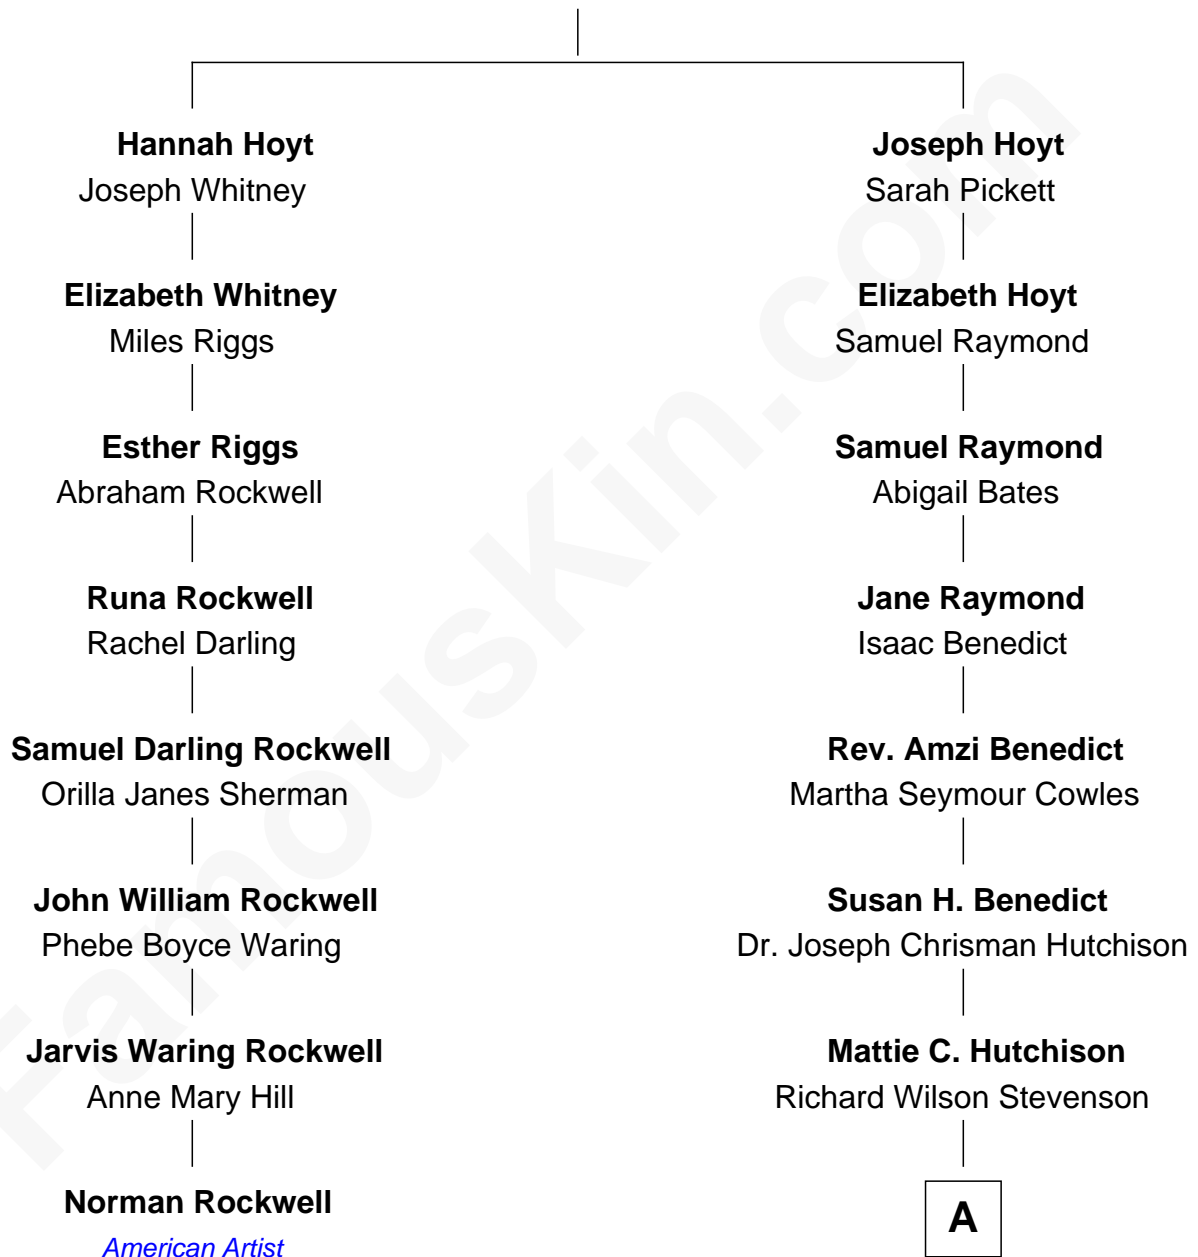 Hannah Hoyt
Joseph Whitney
Elizabeth Whitney
Miles Riggs
Esther Riggs
Abraham Rockwell
Runa Rockwell
Rachel Darling
Samuel Darling Rockwell
Orilla Janes Sherman
John William Rockwell
Phebe Boyce Waring
Jarvis Waring Rockwell
Anne Mary Hill
Norman Rockwell
American Artist
Joseph Hoyt
Sarah Pickett
Elizabeth Hoyt
Samuel Raymond
Samuel Raymond
Abigail Bates
Jane Raymond
Isaac Benedict
Rev. Amzi Benedict
Martha Seymour Cowles
Susan H. Benedict
Dr. Joseph Chrisman Hutchison
Mattie C. Hutchison
Richard Wilson Stevenson
A
FamousKin.com